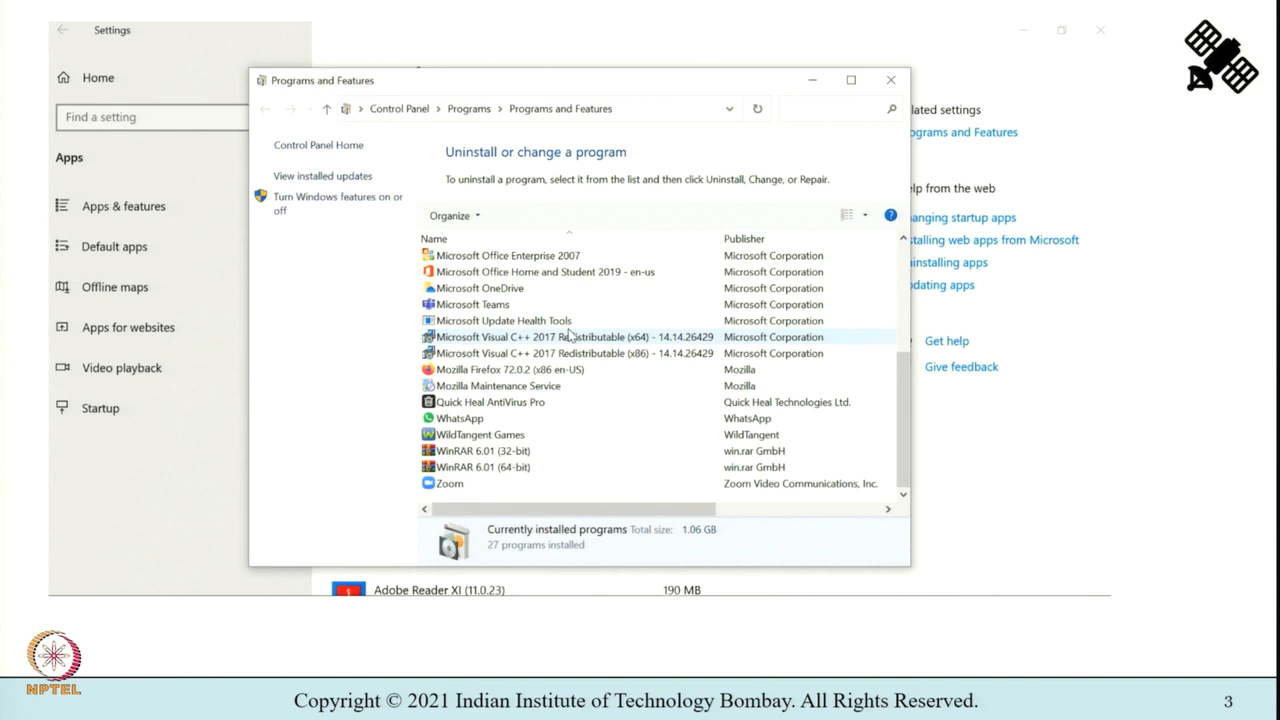 Settings
Home
Find a setting
Apps
Apps & features
Default apps
Offline maps
Apps for websites
Video playback
Startup
Programs and Features
Control Panel > Programs > Programs and Features
Control Panel Home
View installed updates
Turn Windows features on or
off
Uninstall or change a program
To uninstall a program, select it from the list and then click Uninstall, Change, or Repair.
Organize
Name Publisher
Microsoft Office Enterprise 2007 Microsoft Corporation
Microsoft Office Home and Student 2019 - en-us Microsoft Corporation
Microsoft OneDrive Microsoft Corporation
Microsoft Teams Microsoft Corporation
Microsoft Update Health Tools Microsoft Corporation
Microsoft Visual C++ 2017 Redistributable (x64) - 14.14.26429 Microsoft Corporation
Microsoft Visual C++ 2017 Redistributable (x86) - 14.14.26429 Microsoft Corporation
Mozilla Firefox 72.0.2 (x86 en-US) Mozilla
Mozilla Maintenance Service Mozilla
Quick Heal AntiVirus Pro Quick Heal Technologies Ltd.
WhatsApp WhatsApp
WildTangent Games WildTangent
WinRAR 6.01 (32-bit) win.rar GmbH
WinRAR 6.01 (64-bit) win.rar GmbH
Zoom Zoom Video Communications, Inc.
Currently installed programs Total size: 1.06 GB
27 programs installed
lated settings
ograms and Features
elp from the web
anging startup apps
stalling web apps from Microsoft
ninstalling apps
dating apps
Get help
Give feedback
Adobe Reader XI (11.0.23) 190 MB
NPTEL
Copyright © 2021 Indian Institute of Technology Bombay. All Rights Reserved.
3